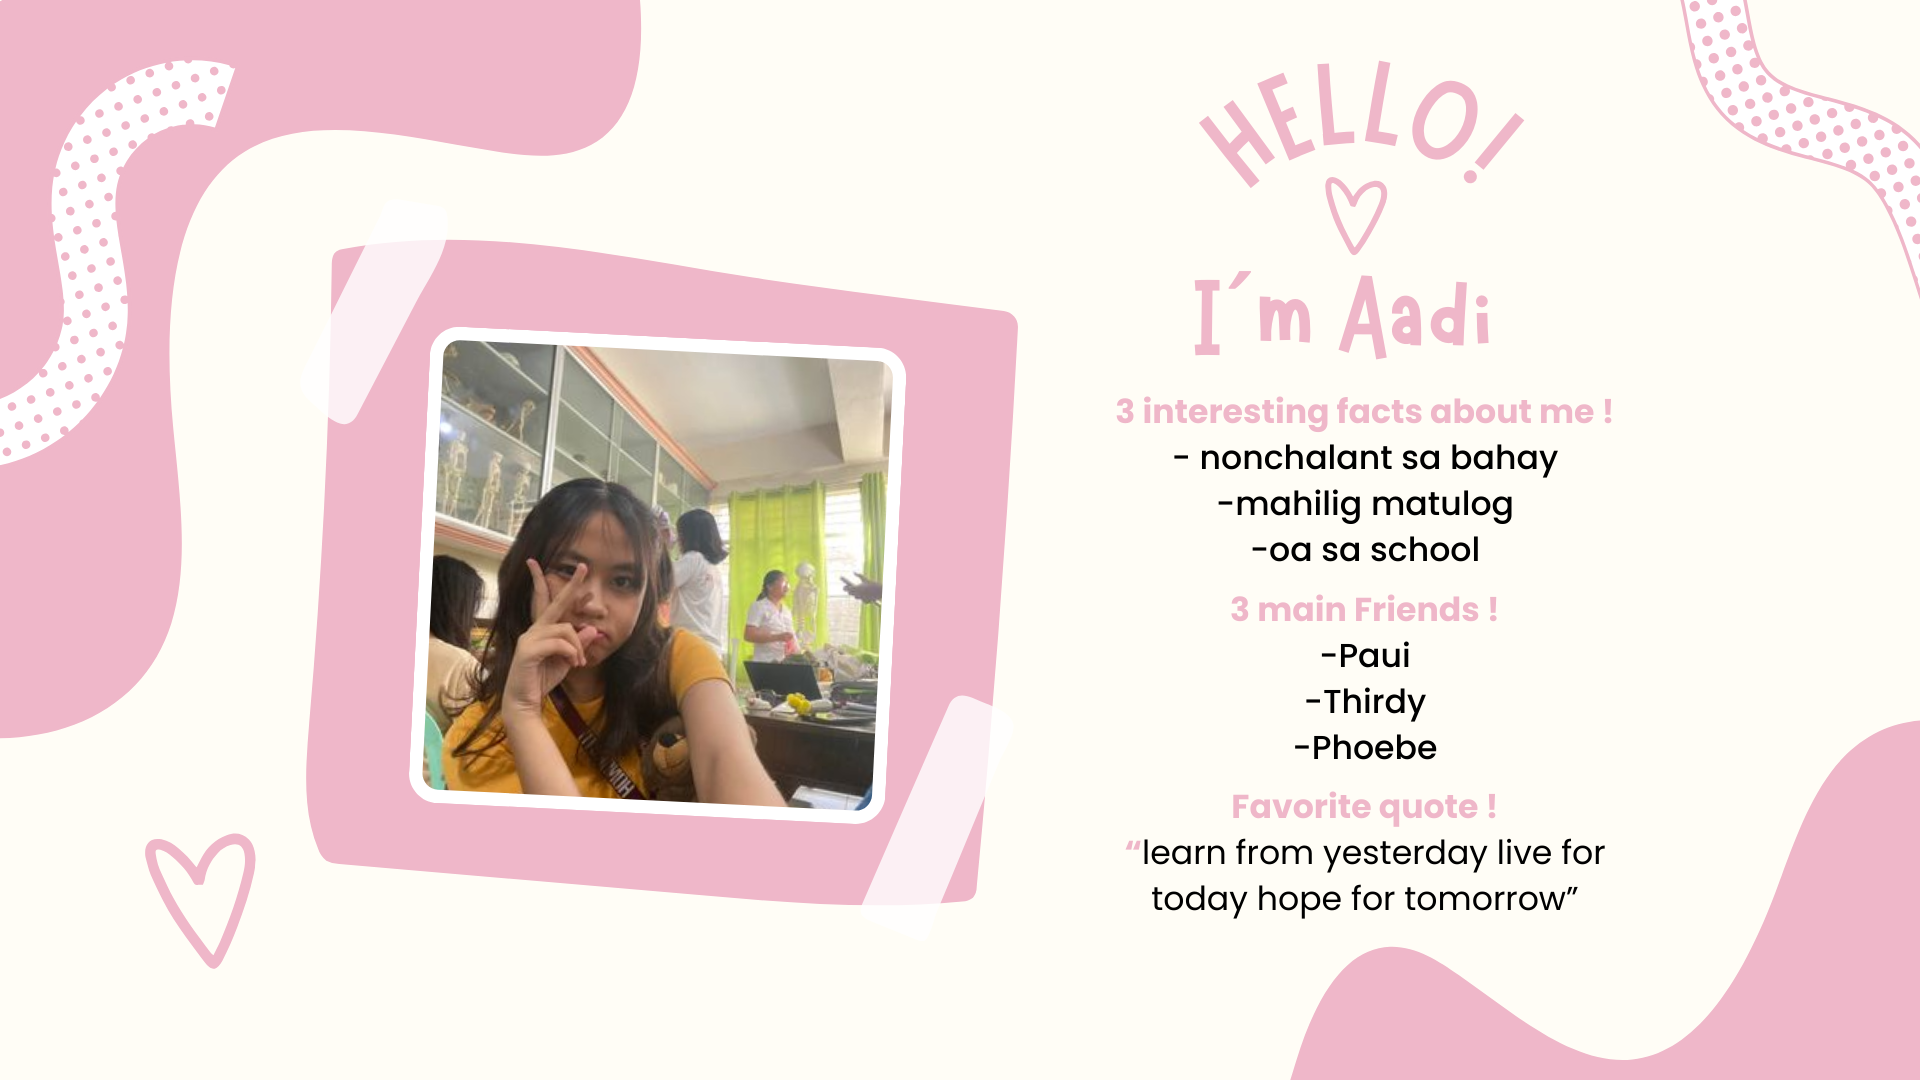 HELLO!
I´m Aadi
3 interesting facts about me !
- nonchalant sa bahay
-mahilig matulog
-oa sa school
3 main Friends !
-Paui
-Thirdy
-Phoebe
Favorite quote !
“learn from yesterday live for
today hope for tomorrow”